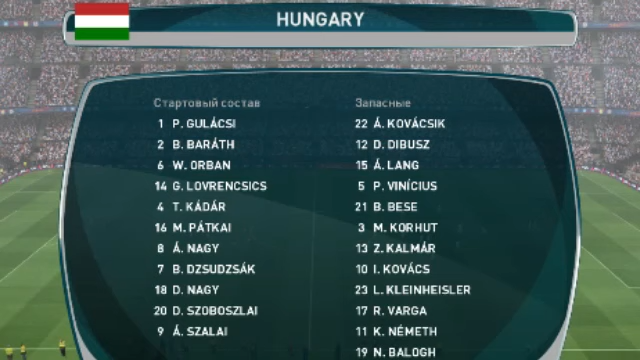 HUNGARY
Стартовый состав
1 P. GULÁCSI
2 B. BARÁTH
6 W. ORBAN
14 G. LOVRENCSICS
4 T. KÁDÁR
16 M. PÁTKAI
8 Á. NAGY
7 B. DZSUDZSÁK
18 D. NAGY
20 D. SZOBOSZLAI
9 Á. SZALAI
Запасные
22 Á. KOVÁCSIK
12 D. DIBUSZ
15 Á. LANG
5 P. VINÍCIUS
21 B. BESE
3 M. KORHUT
13 Z. KALMÁR
10 I. KOVÁCS
23 L. KLEINHEISLER
17 R. VARGA
11 K. NÉMETH
19 N. BALOGH